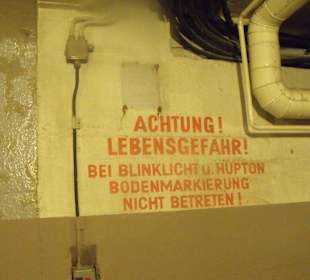 ACHTUNG!
LEBENSGEFAHR!
BEI BLINKLICHT U. HUPTON
BODENMARKIERUNG
NICHT BETRETEN!